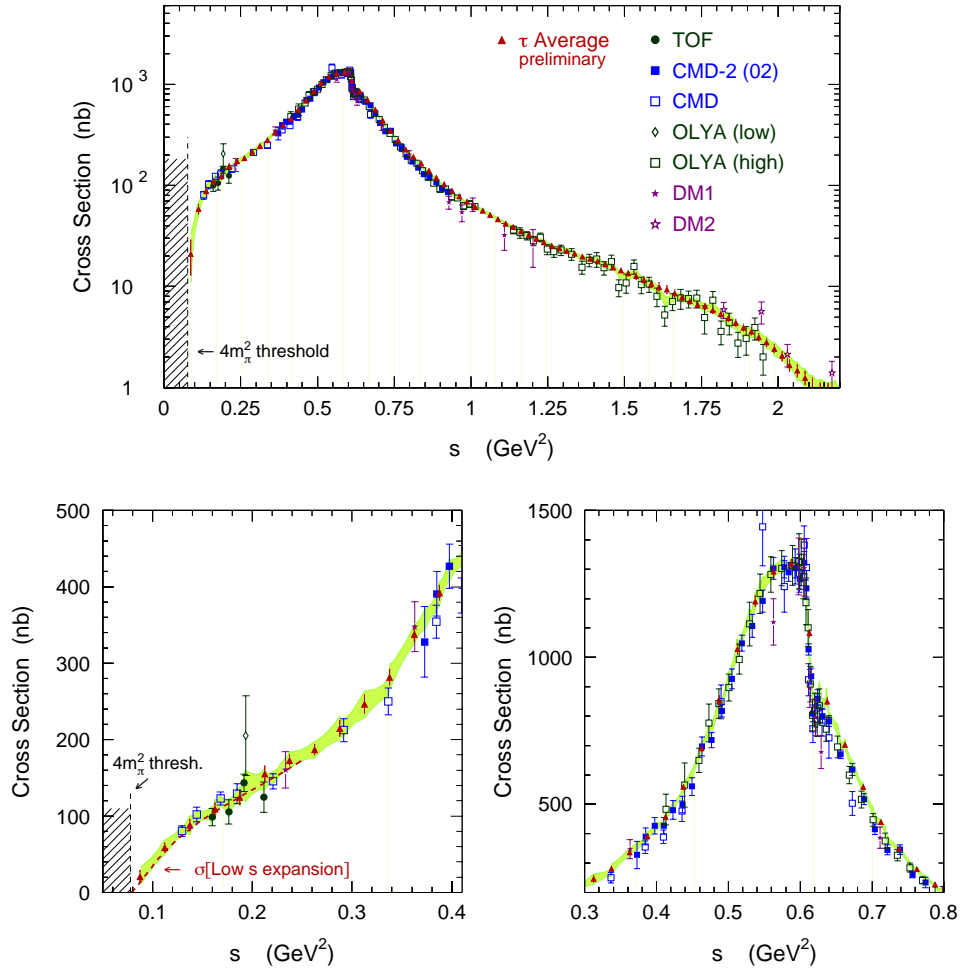 τ Average
preliminary
TOF
CMD-2 (02)
CMD
OLYA (low)
OLYA (high)
DM1
DM2
Cross Section (nb)
10³
10²
10
1
← 4m²π threshold
0 0.25 0.5 0.75 1 1.25 1.5 1.75 2
s (GeV²)
Cross Section (nb)
500
400
300
200
100
0
4m²π thresh.
← σ[Low s expansion]
0.1 0.2 0.3 0.4
s (GeV²)
Cross Section (nb)
1500
1000
500
0.3 0.4 0.5 0.6 0.7 0.8
s (GeV²)